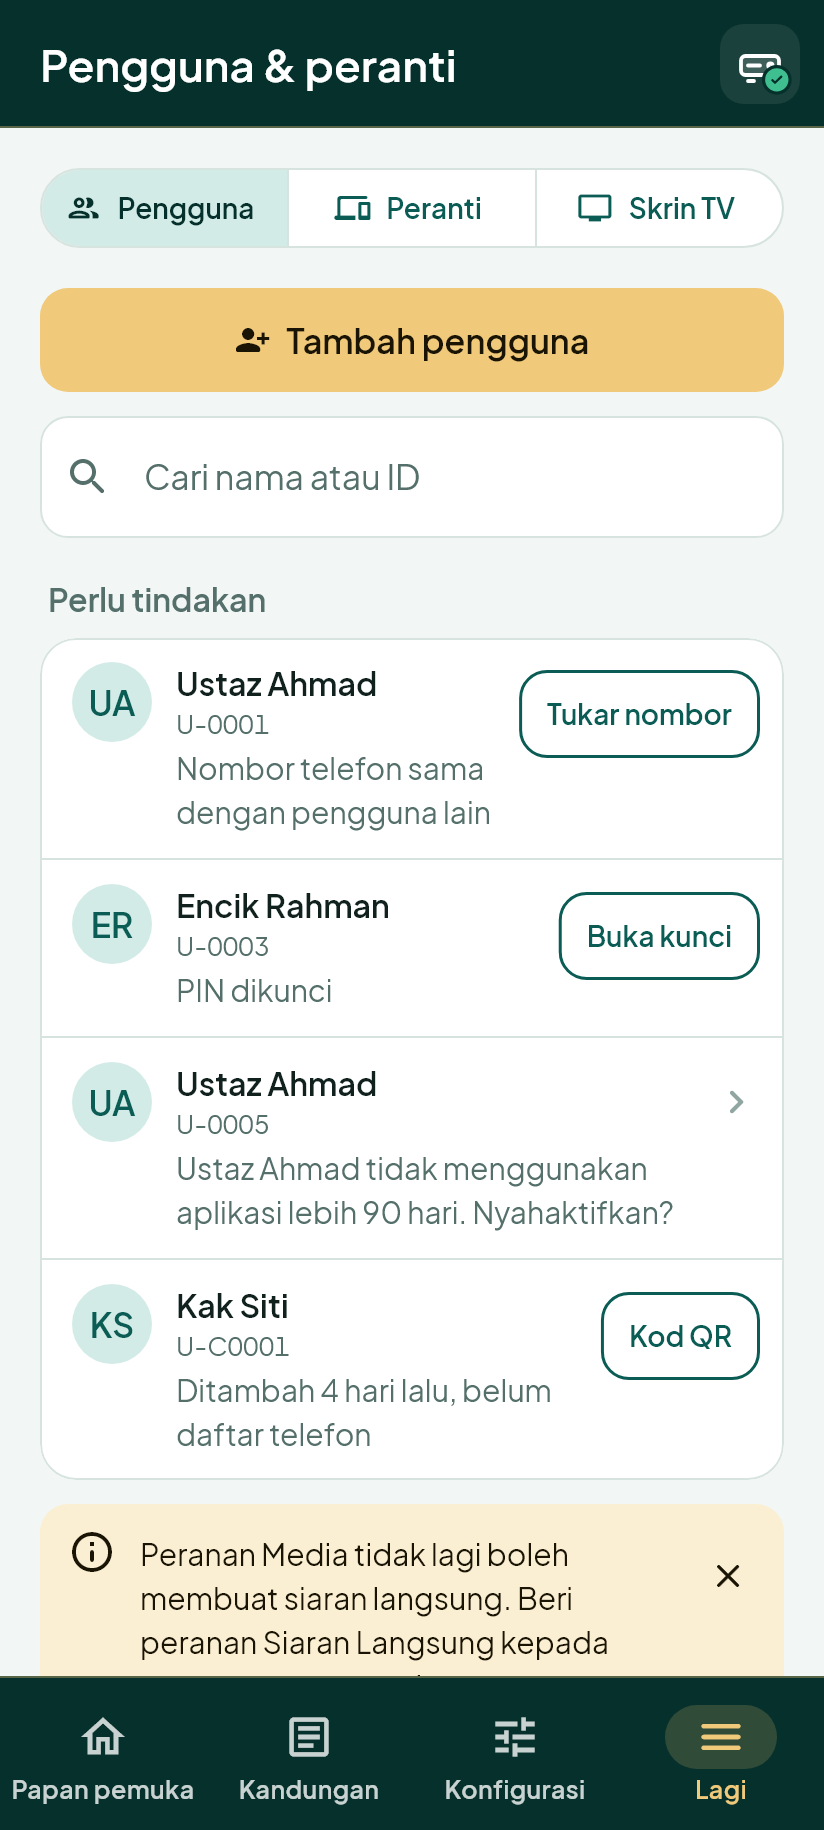 Pengguna & peranti
Pengguna
Peranti
Skrin TV
Tambah pengguna
Cari nama atau ID
Perlu tindakan
UA
Ustaz Ahmad
U-0001
Nombor telefon sama
dengan pengguna lain
Tukar nombor
ER
Encik Rahman
U-0003
PIN dikunci
Buka kunci
UA
Ustaz Ahmad
U-0005
Ustaz Ahmad tidak menggunakan
aplikasi lebih 90 hari. Nyahaktifkan?
KS
Kak Siti
U-C0001
Ditambah 4 hari lalu, belum
daftar telefon
Kod QR
Peranan Media tidak lagi boleh
membuat siaran langsung. Beri
peranan Siaran Langsung kepada
Papan pemuka
Kandungan
Konfigurasi
Lagi